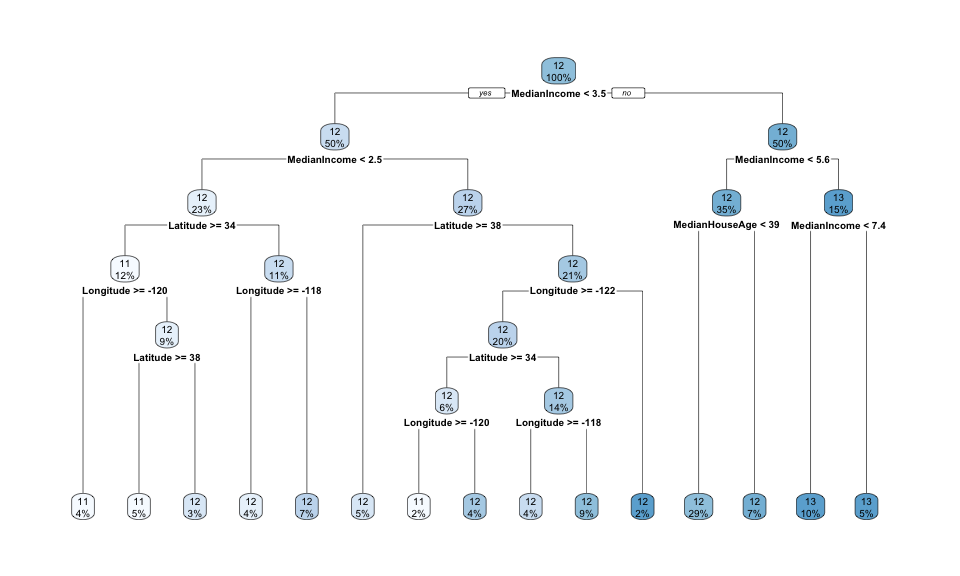 12
100%
yes MedianIncome < 3.5 no
12 12
50% 50%
MedianIncome < 2.5 MedianIncome < 5.6
12 12 12 13
23% 27% 35% 15%
Latitude >= 34 Latitude >= 38 MedianHouseAge < 39 MedianIncome < 7.4
11 12 12
12% 11% 21%
Longitude >= -120 Longitude >= -118 Longitude >= -122
12 12
9% 20%
Latitude >= 38 Latitude >= 34
12 12
6% 14%
Longitude >= -120 Longitude >= -118
11 11 12 12 12 12 11 12 12 12 12 12 12 13 13
4% 5% 3% 4% 7% 5% 2% 4% 4% 9% 2% 29% 7% 10% 5%